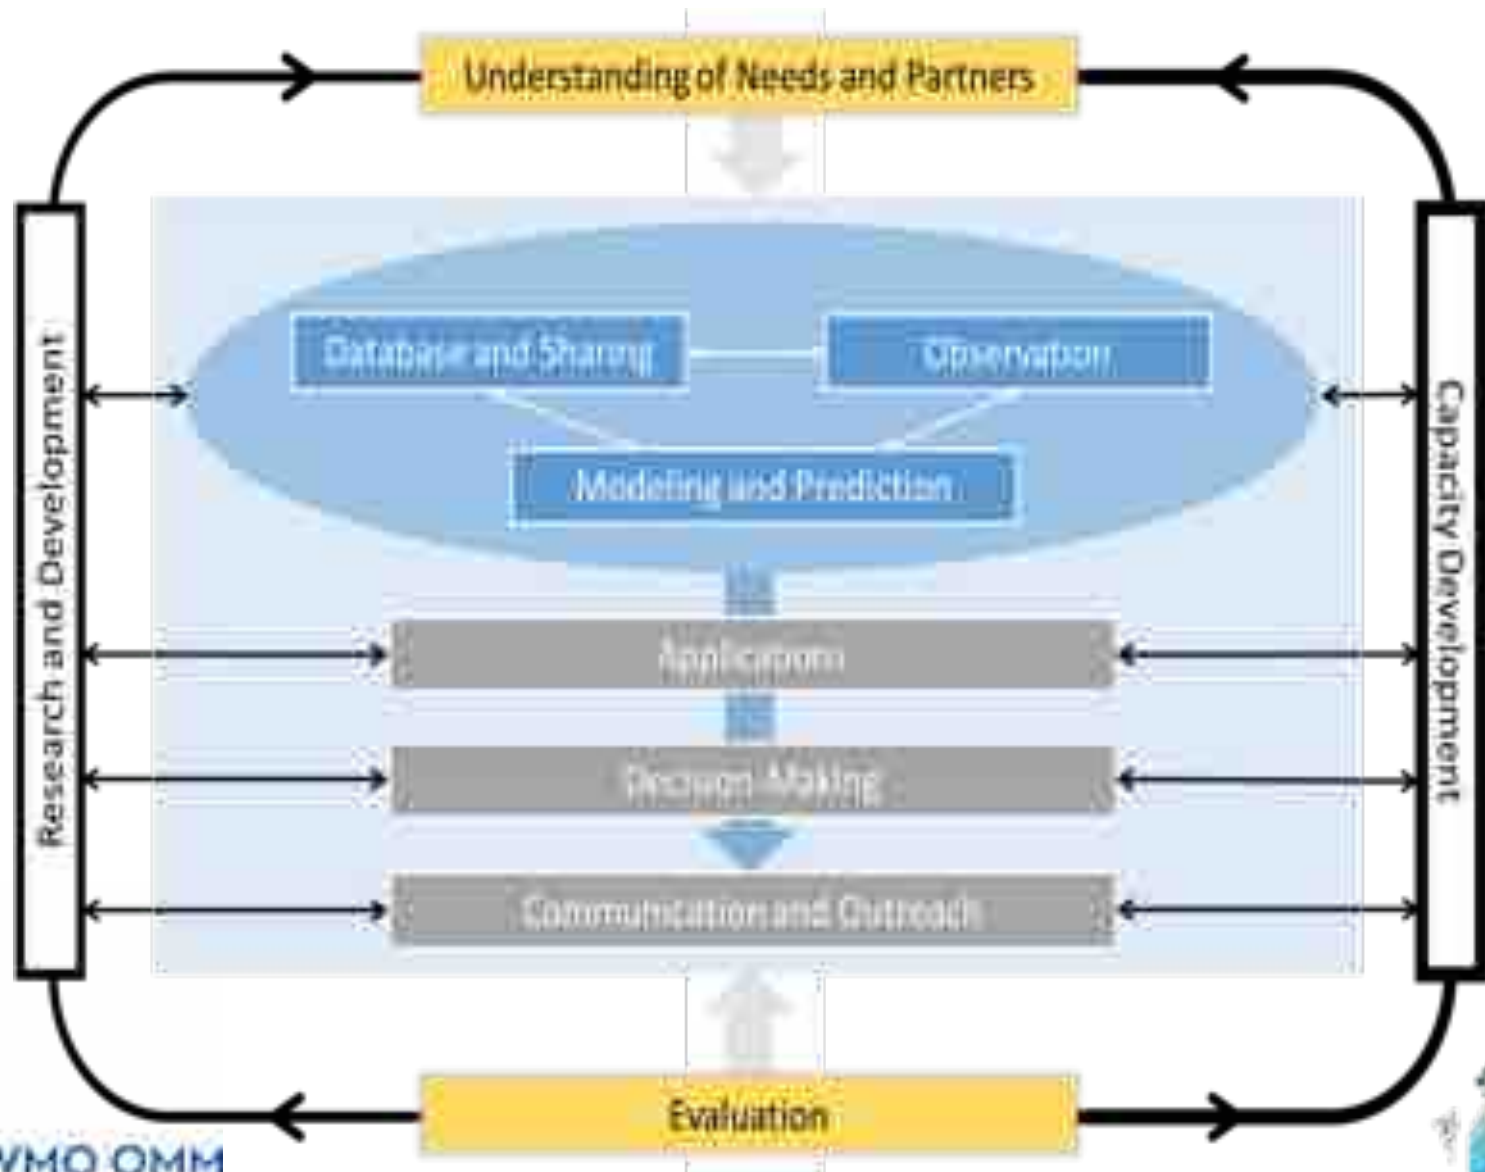 Understanding of Needs and Partners
Database and Sharing
Observation
Modeling and Prediction
Research and Development
Capacity Development
Applications
Decision-Making
Communication and Outreach
Evaluation
WMO OMM